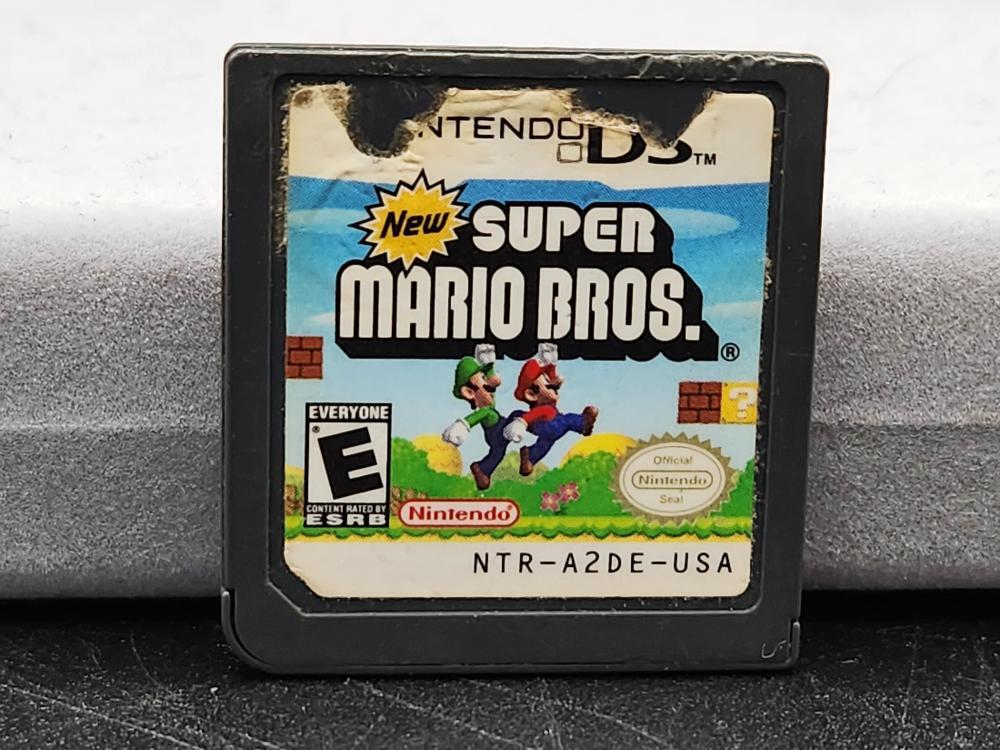 NTENDO DS™
New SUPER
MARIO BROS.®
?
EVERYONE
E®
CONTENT RATED BY
ESRB
Nintendo®
Official
Nintendo
Seal
NTR-A2DE-USA